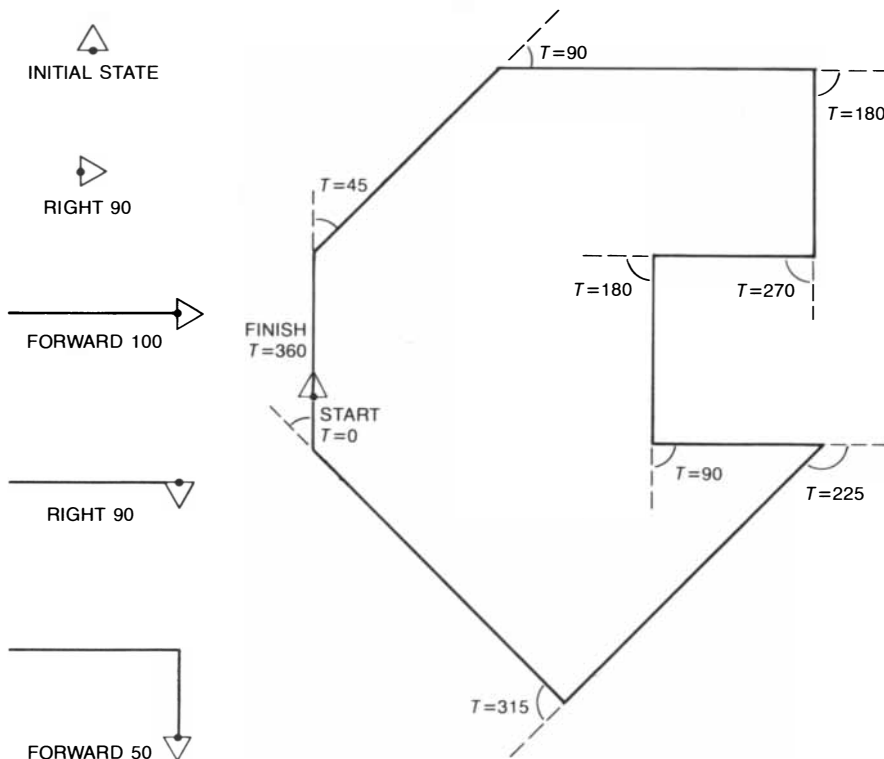 INITIAL STATE
RIGHT 90
FORWARD 100
RIGHT 90
FORWARD 50
T=90
T=180
T=45
T=180
T=270
FINISH
T=360
START
T=0
T=90
T=225
T=315